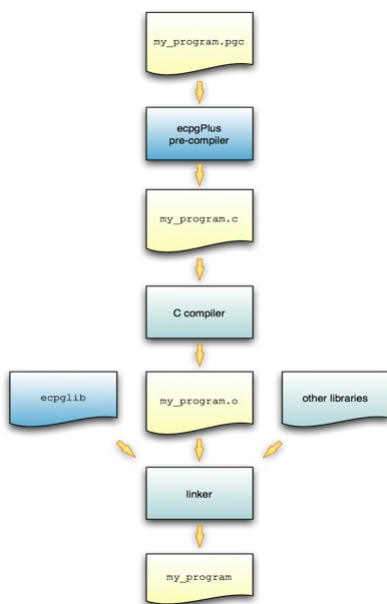 my_program.pgc
ecpgPlus
pre-compiler
my_program.c
C compiler
ecpglib
my_program.o
other libraries
linker
my_program